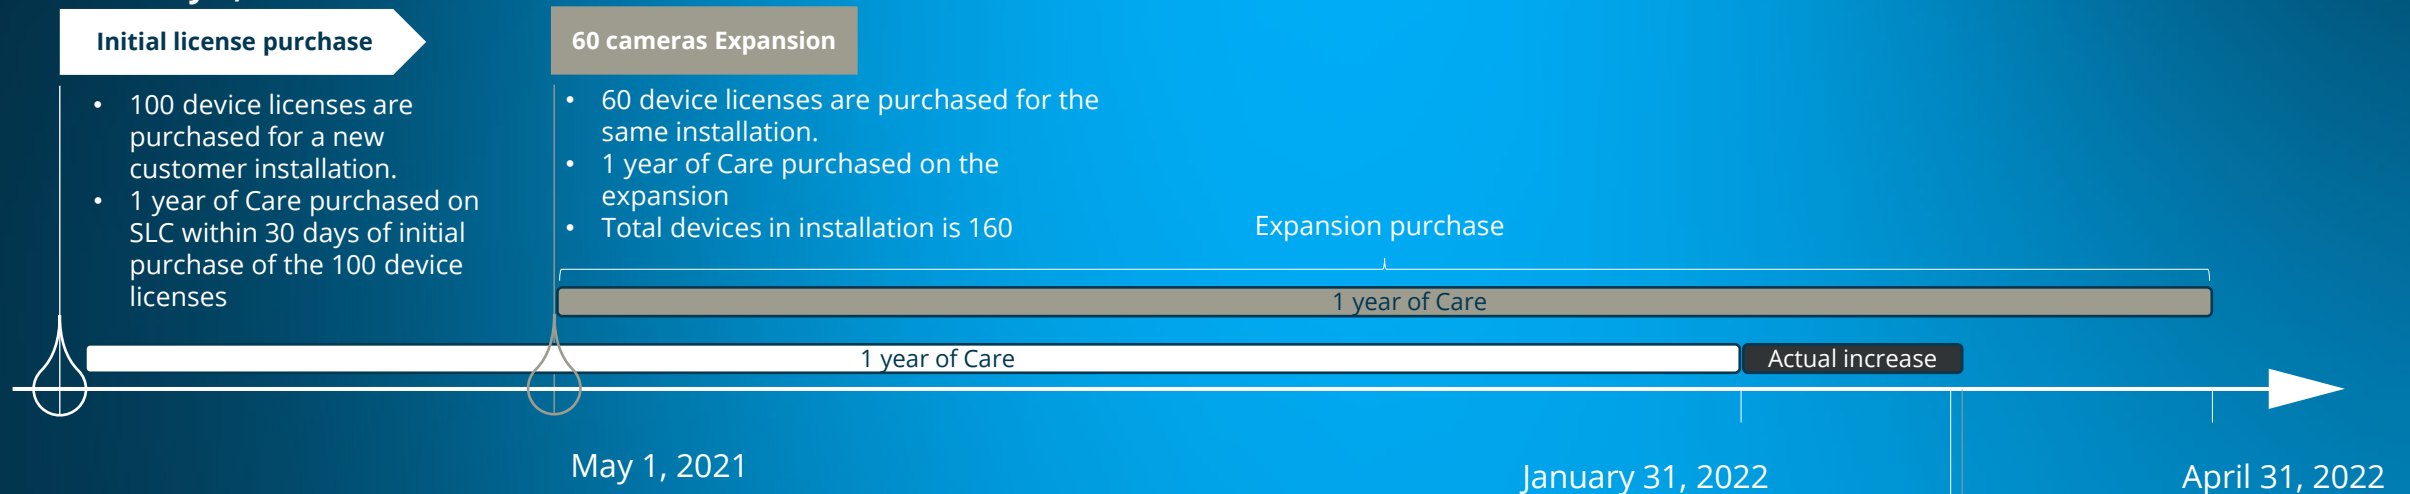 Initial license purchase
• 100 device licenses are
purchased for a new
customer installation.
• 1 year of Care purchased on
SLC within 30 days of initial
purchase of the 100 device
licenses
60 cameras Expansion
• 60 device licenses are purchased for the
same installation.
• 1 year of Care purchased on the
expansion
• Total devices in installation is 160
Expansion purchase
1 year of Care
1 year of Care
Actual increase
May 1, 2021
January 31, 2022
April 31, 2022